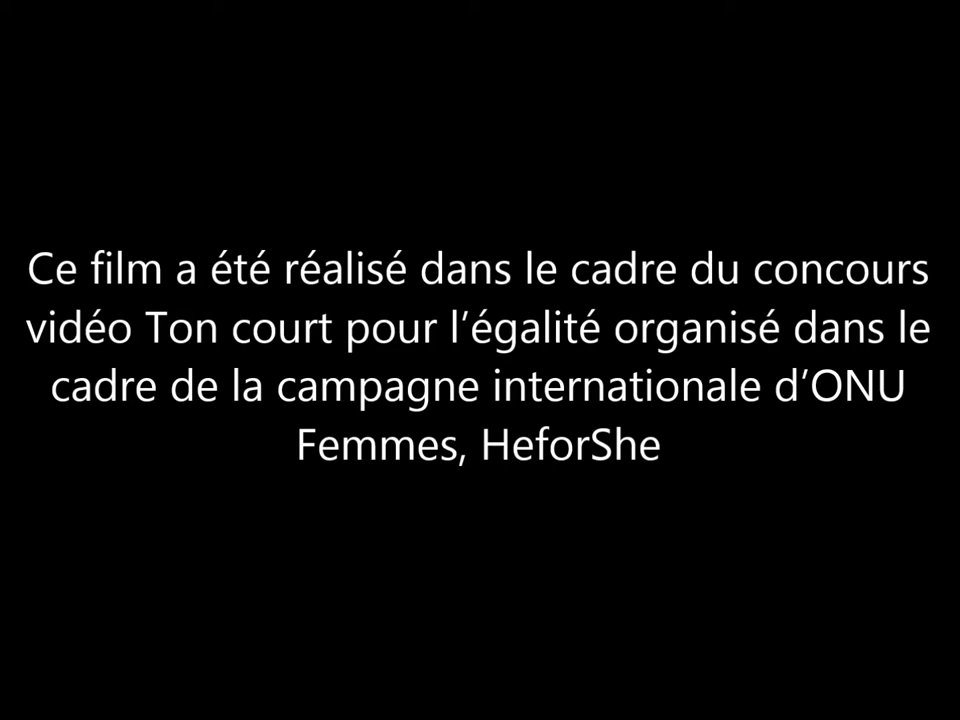 Ce film a été réalisé dans le cadre du concours
vidéo Ton court pour l’égalité organisé dans le
cadre de la campagne internationale d’ONU
Femmes, HeforShe